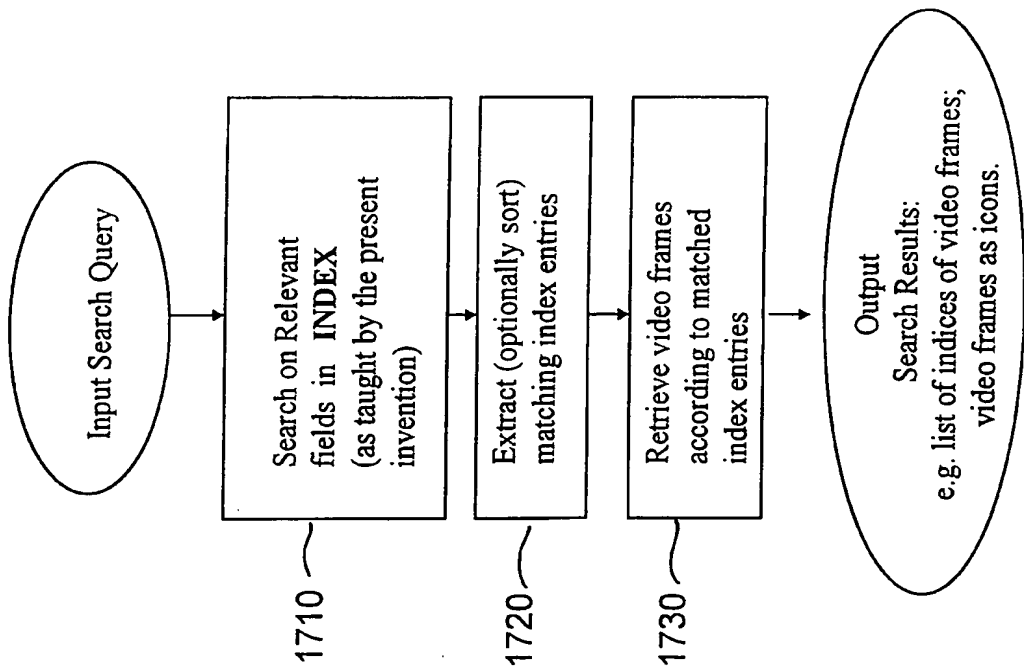 Input Search Query
1710
Search on Relevant
fields in INDEX
(as taught by the present
invention)
1720
Extract (optionally sort)
matching index entries
1730
Retrieve video frames
according to matched
index entries
Output
Search Results:
e.g. list of indices of video frames;
video frames as icons.